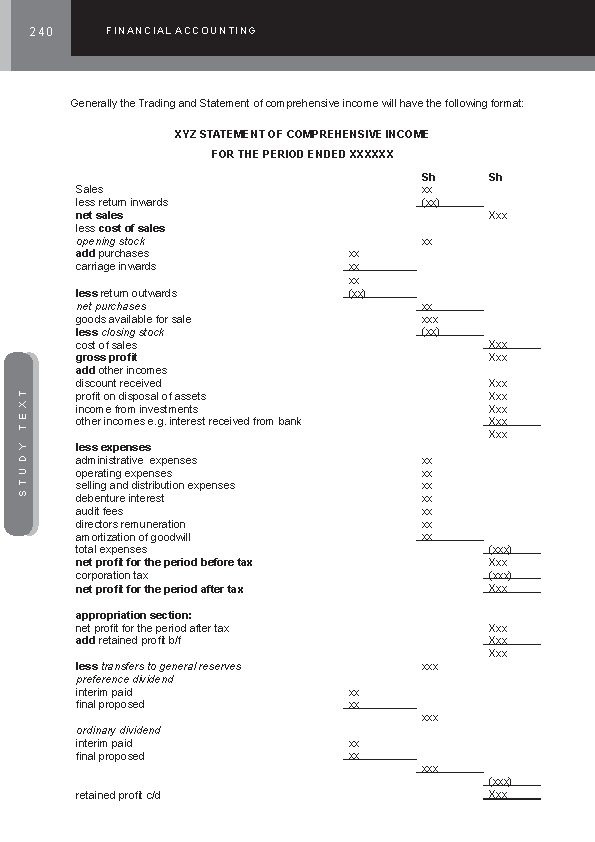 240
FINANCIAL ACCOUNTING
Generally the Trading and Statement of comprehensive income will have the following format:
XYZ STATEMENT OF COMPREHENSIVE INCOME
FOR THE PERIOD ENDED XXXXXX
Sh Sh
Sales xx
less return inwards (xx)
net sales Xxx
less cost of sales
opening stock xx
add purchases xx
carriage inwards xx
xx
less return outwards (xx)
net purchases xx
goods available for sale xxx
less closing stock (xx)
cost of sales Xxx
gross profit Xxx
add other incomes
discount received Xxx
profit on disposal of assets Xxx
income from investments Xxx
other incomes e.g. interest received from bank Xxx
Xxx
less expenses
administrative expenses xx
operating expenses xx
selling and distribution expenses xx
debenture interest xx
audit fees xx
directors remuneration xx
amortization of goodwill xx
total expenses (xxx)
net profit for the period before tax Xxx
corporation tax (xxx)
net profit for the period after tax Xxx
appropriation section:
net profit for the period after tax Xxx
add retained profit b/f Xxx
Xxx
less transfers to general reserves xxx
preference dividend
interim paid xx
final proposed xx
xxx
ordinary dividend
interim paid xx
final proposed xx
xxx
(xxx)
retained profit c/d Xxx
STUDY TEXT